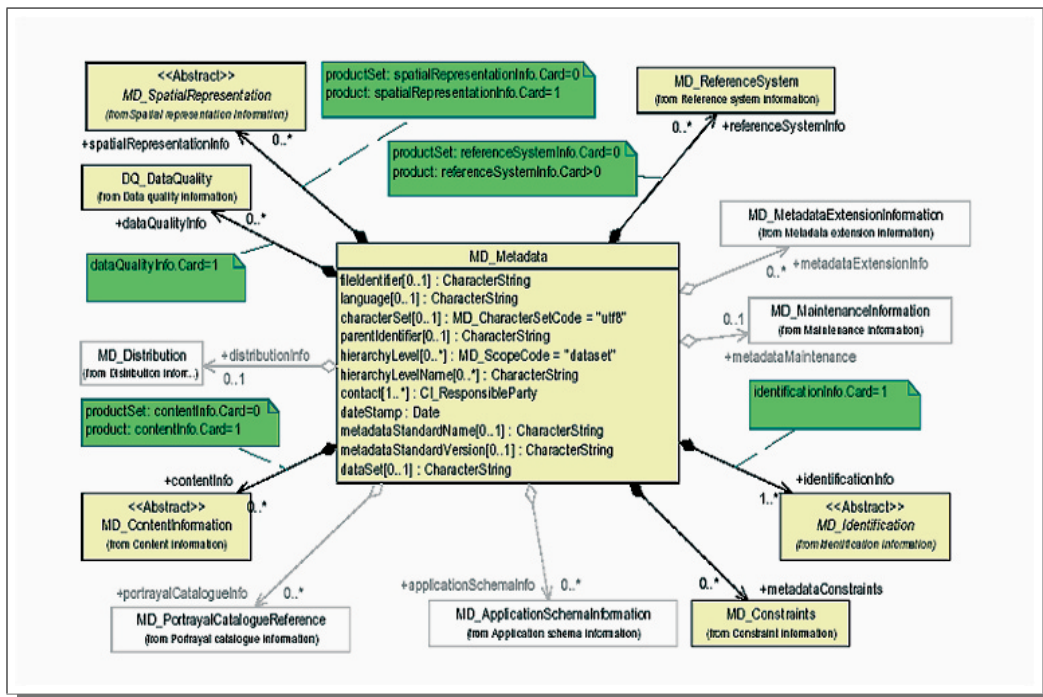 <<Abstract>>
MD_SpatialRepresentation
(from Spatial representation information)
productSet: spatialRepresentationInfo.Card=0
product: spatialRepresentationInfo.Card=1
MD_ReferenceSystem
(from Reference system information)
0..*
+spatialRepresentationInfo
0..*
+referenceSystemInfo
productSet: referenceSystemInfo.Card=0
product: referenceSystemInfo.Card>0
DQ_DataQuality
(from Data quality information)
+dataQualityInfo
0..*
dataQualityInfo.Card=1
MD_MetadataExtensionInformation
(from Metadata extension information)
0..*
+metadataExtensionInfo
MD_Metadata
fileIdentifier[0..1] : CharacterString
language[0..1] : CharacterString
characterSet[0..1] : MD_CharacterSetCode = "utf8"
parentIdentifier[0..1] : CharacterString
hierarchyLevel[0..*] : MD_ScopeCode = "dataset"
hierarchyLevelName[0..*] : CharacterString
contact[1..*] : CI_ResponsibleParty
dateStamp : Date
metadataStandardName[0..1] : CharacterString
metadataStandardVersion[0..1] : CharacterString
dataSet[0..1] : CharacterString
MD_MaintenanceInformation
(from Maintenance information)
0..1
+metadataMaintenance
MD_Distribution
(from Distribution inforr...)
+distributionInfo
0..1
identificationInfo.Card=1
productSet: contentInfo.Card=0
product: contentInfo.Card=1
+contentInfo
0..*
<<Abstract>>
MD_ContentInformation
(from Content information)
+identificationInfo
1..*
<<Abstract>>
MD_Identification
(from Identification information)
+portrayalCatalogueInfo
0..*
MD_PortrayalCatalogueReference
(from Portrayal catalogue information)
+applicationSchemaInfo
0..*
MD_ApplicationSchemaInformation
(from Application schema information)
0..*
+metadataConstraints
MD_Constraints
(from Constraint information)